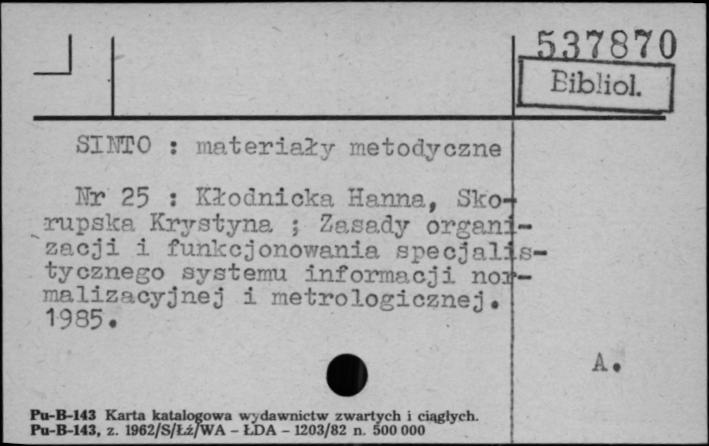 537870
Bibliol.
SINTO : materiały metodyczne
Nr 25 : Kłodnicka Hanna, Sko-
rupska Krystyna ; Zasady organi-
zacji i funkcjonowania specjalis-
tycznego systemu informacji nor-
malizacyjnej i metrologicznej.
1985.
A.
Pu-B-143 Karta katalogowa wydawnictw zwartych i ciągłych.
Pu-B-143, z. 1962/S/Łź/WA – ŁDA – 1203/82 n. 500 000